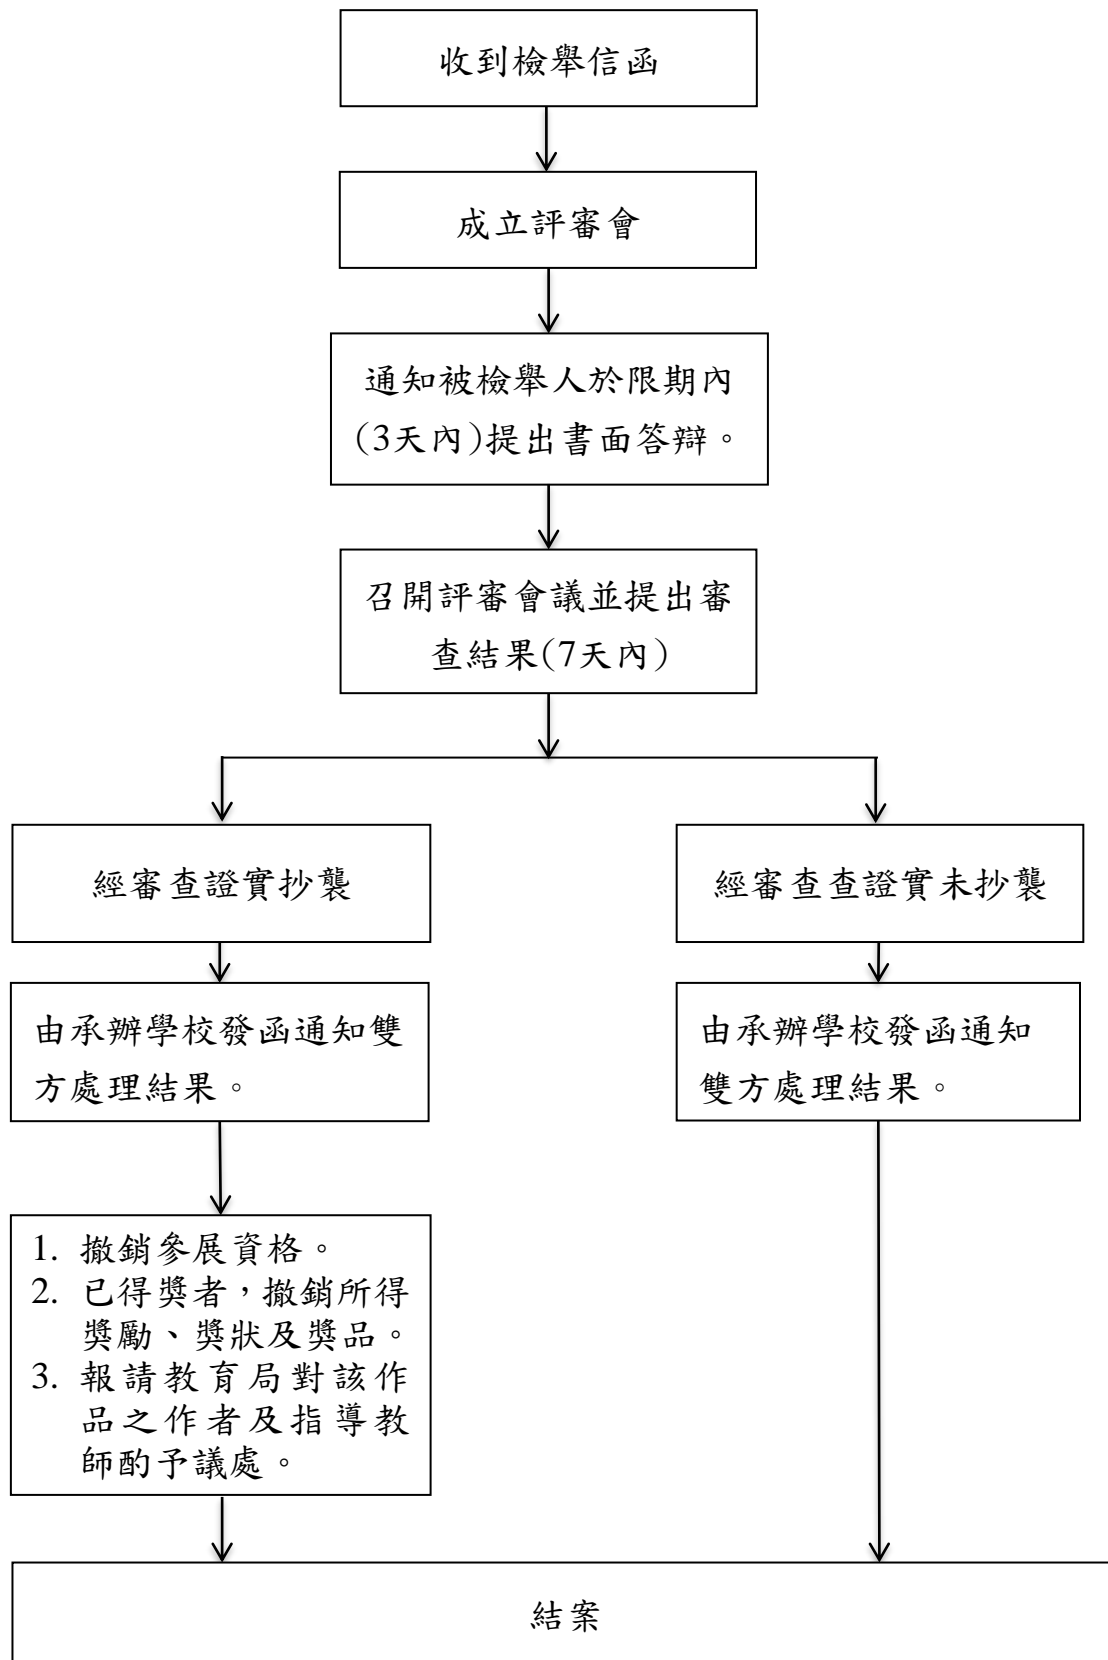 收到檢舉信函
成立評審會
通知被檢舉人於限期內
(3天內)提出書面答辯。
召開評審會議並提出審
查結果(7天內)
經審查證實抄襲
經審查查證實未抄襲
由承辦學校發函通知雙
方處理結果。
由承辦學校發函通知
雙方處理結果。
1. 撤銷參展資格。
2. 已得獎者，撤銷所得
獎勵、獎狀及獎品。
3. 報請教育局對該作
品之作者及指導教
師酌予議處。
結案